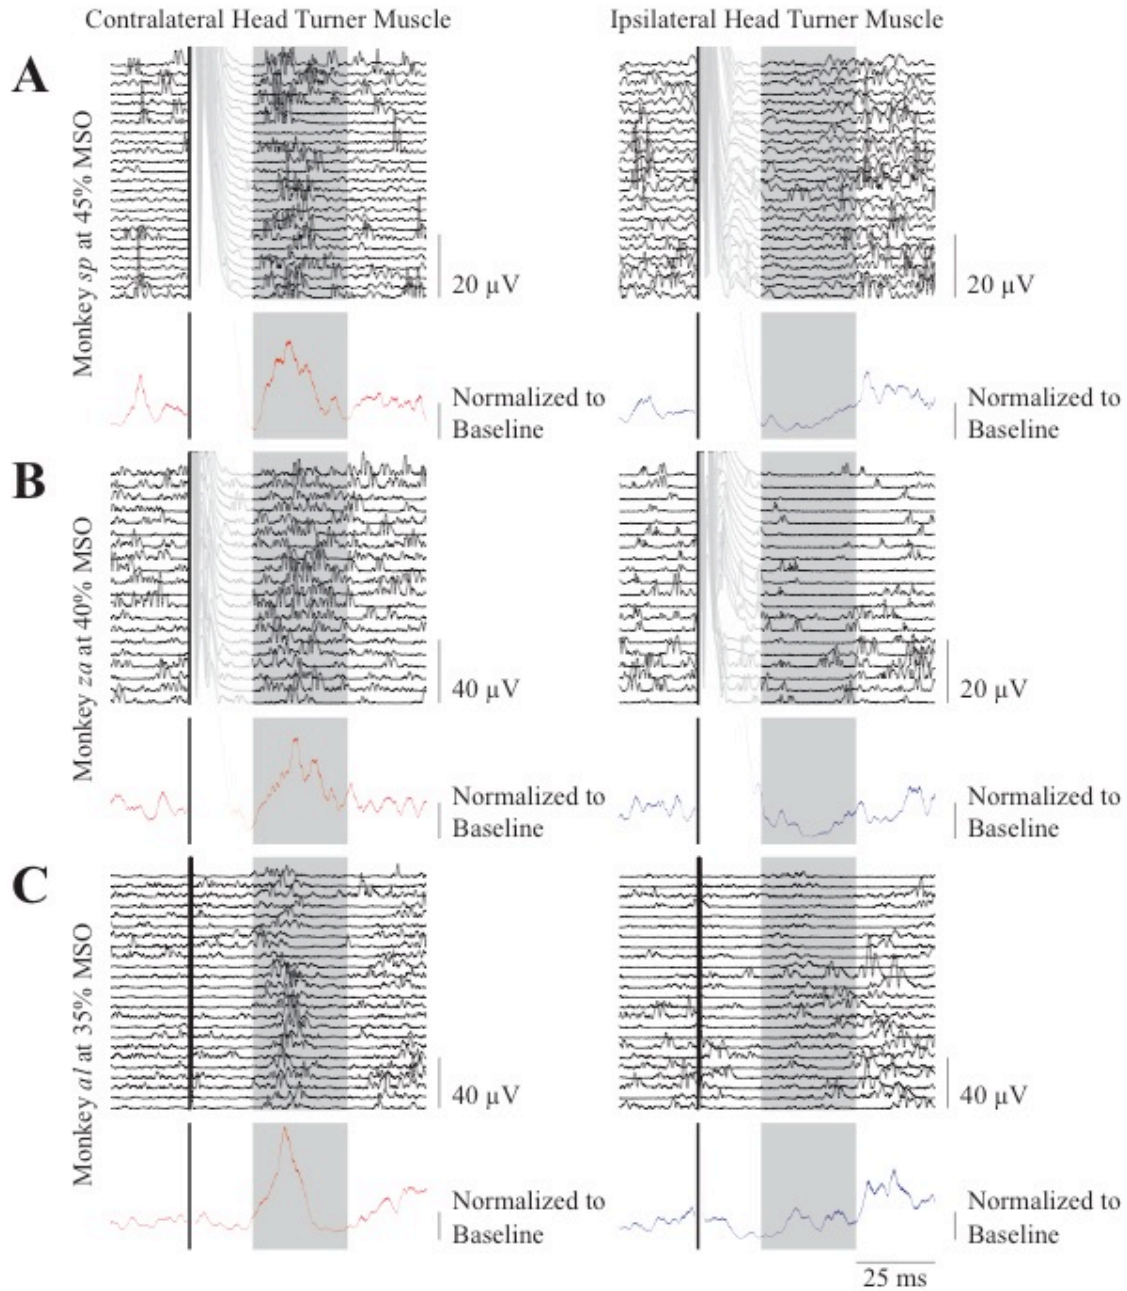 Contralateral Head Turner Muscle
Ipsilateral Head Turner Muscle
A
Monkey sp at 45% MSO
20 µV
20 µV
Normalized to
Baseline
Normalized to
Baseline
B
Monkey za at 40% MSO
40 µV
20 µV
Normalized to
Baseline
Normalized to
Baseline
C
Monkey al at 35% MSO
40 µV
40 µV
Normalized to
Baseline
Normalized to
Baseline
25 ms